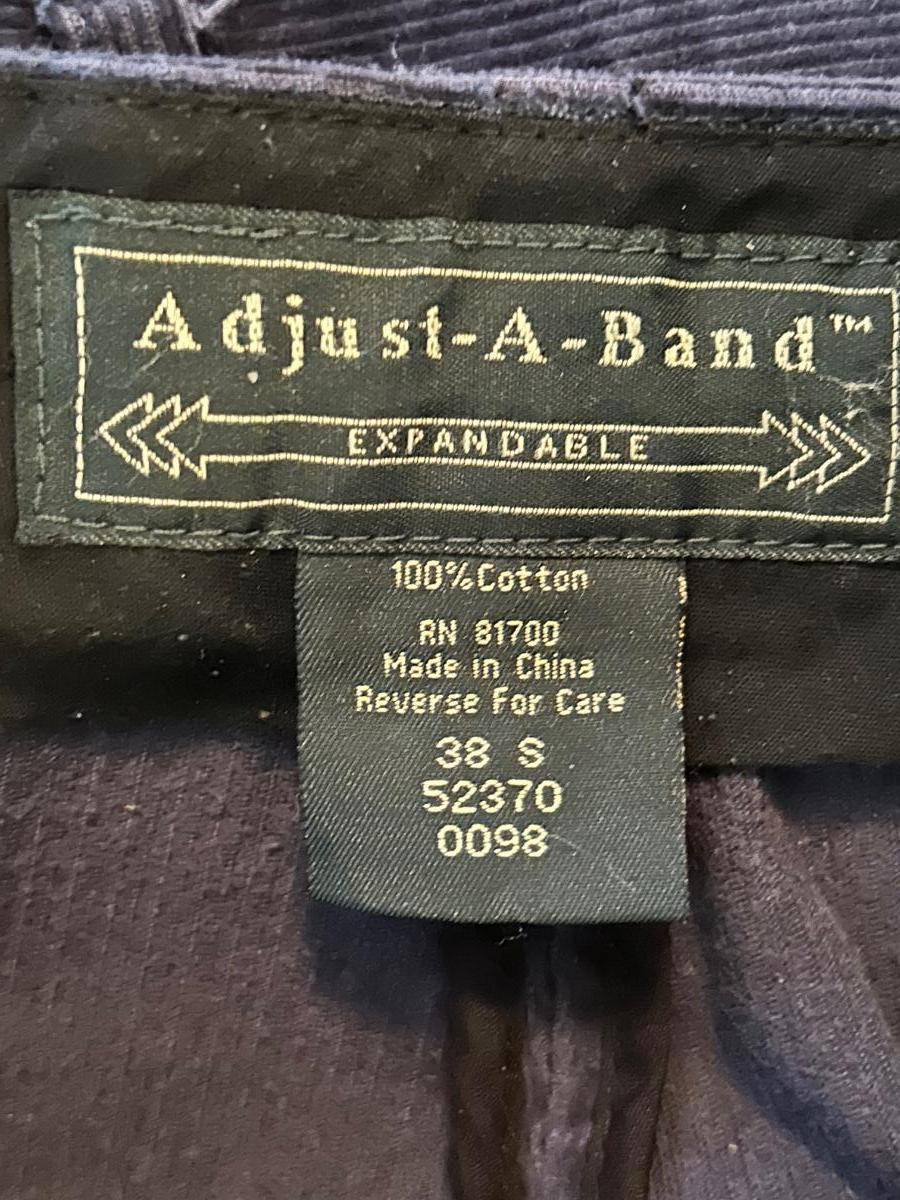 Adjust-A-Band™
EXPANDABLE
100%Cotton
RN 81700
Made in China
Reverse For Care
38 S
52370
0098